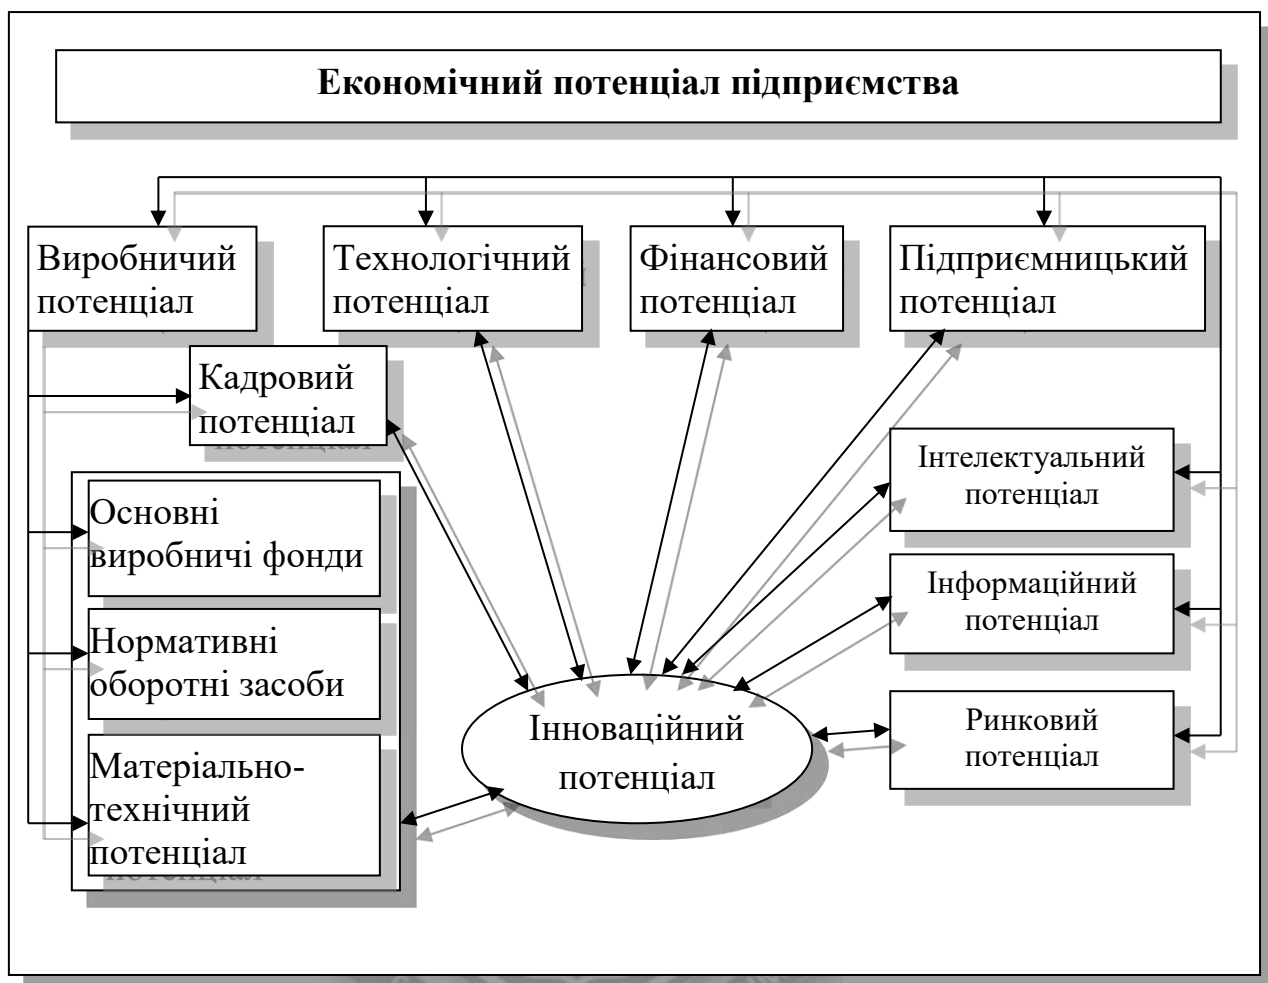 Економічний потенціал підприємства
Виробничий
потенціал
Технологічний
потенціал
Фінансовий
потенціал
Підприємницький
потенціал
Кадровий
потенціал
Інтелектуальний
потенціал
Основні
виробничі фонди
Інформаційний
потенціал
Нормативні
оборотні засоби
Інноваційний
потенціал
Ринковий
потенціал
Матеріально-
технічний
потенціал